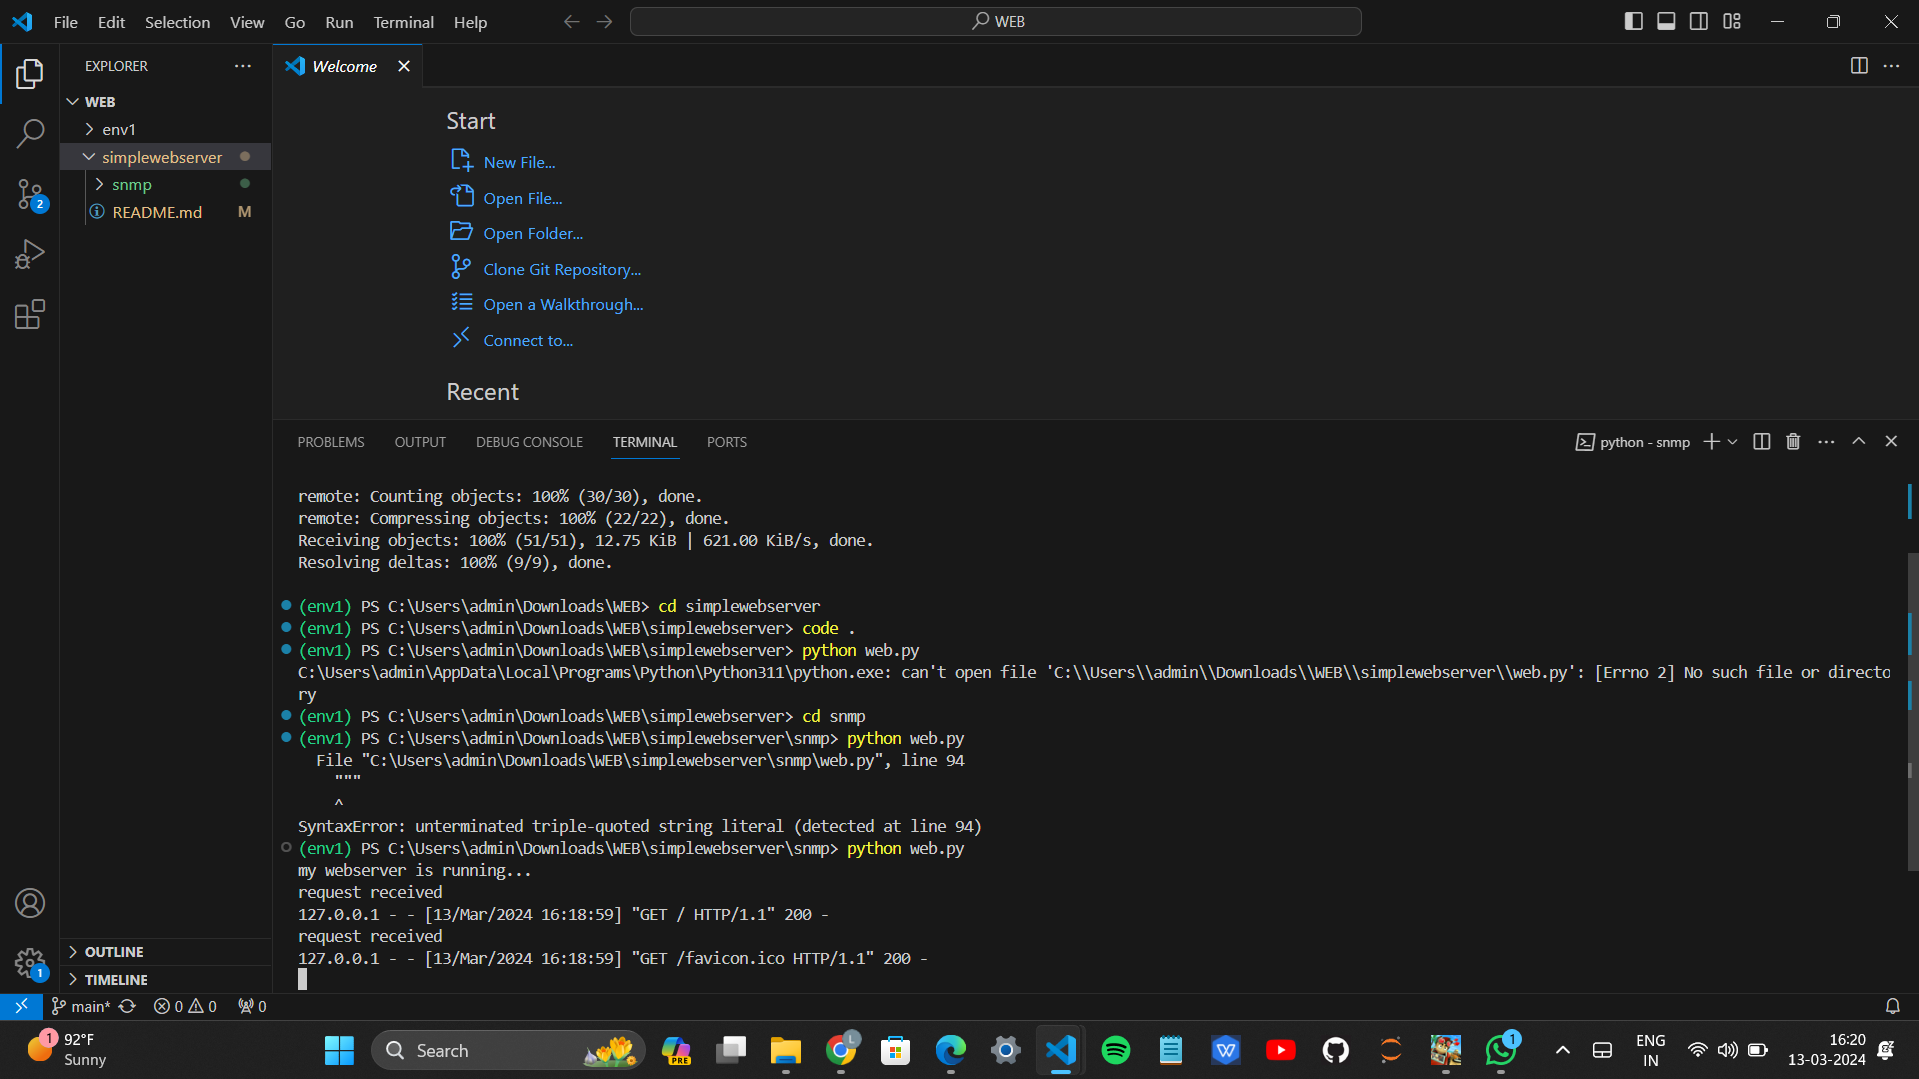 File Edit Selection View Go Run Terminal Help
WEB
EXPLORER
Welcome
WEB
env1
simplewebserver
snmp
README.md M
2
Start
New File...
Open File...
Open Folder...
Clone Git Repository...
Open a Walkthrough...
Connect to...
Recent
PROBLEMS OUTPUT DEBUG CONSOLE TERMINAL PORTS
python - snmp
remote: Counting objects: 100% (30/30), done.
remote: Compressing objects: 100% (22/22), done.
Receiving objects: 100% (51/51), 12.75 KiB | 621.00 KiB/s, done.
Resolving deltas: 100% (9/9), done.
(env1) PS C:\Users\admin\Downloads\WEB> cd simplewebserver
(env1) PS C:\Users\admin\Downloads\WEB\simplewebserver> code .
(env1) PS C:\Users\admin\Downloads\WEB\simplewebserver> python web.py
C:\Users\admin\AppData\Local\Programs\Python\Python311\python.exe: can't open file 'C:\\Users\\admin\\Downloads\\WEB\\simplewebserver\\web.py': [Errno 2] No such file or directo
ry
(env1) PS C:\Users\admin\Downloads\WEB\simplewebserver> cd snmp
(env1) PS C:\Users\admin\Downloads\WEB\simplewebserver\snmp> python web.py
File "C:\Users\admin\Downloads\WEB\simplewebserver\snmp\web.py", line 94
"""
^
SyntaxError: unterminated triple-quoted string literal (detected at line 94)
(env1) PS C:\Users\admin\Downloads\WEB\simplewebserver\snmp> python web.py
my webserver is running...
request received
127.0.0.1 - - [13/Mar/2024 16:18:59] "GET / HTTP/1.1" 200 -
request received
127.0.0.1 - - [13/Mar/2024 16:18:59] "GET /favicon.ico HTTP/1.1" 200 -
OUTLINE
1
TIMELINE
main* 0 0 0
1
92°F
Sunny
Search
PRE
L
W
1
ENG
IN
16:20
13-03-2024